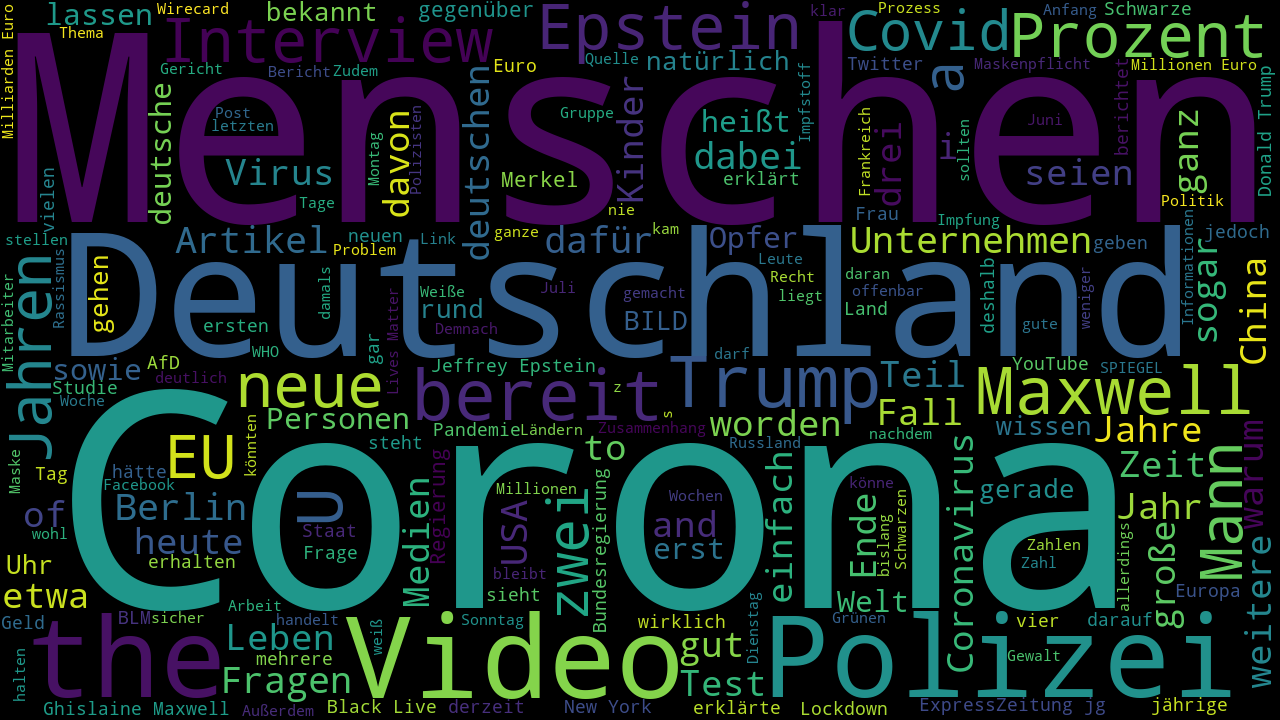 lassen
Wirecard
bekannt
gegenüber
Epstein
Covid
Prozess
Anfang
Schwarze
Prozent
klar
Milliarden Euro
Thema
Interview
Menschen
Gericht
Bericht
Zudem
Euro
Quelle
natürlich
Twitter
a
Maskenpflicht
Millionen Euro
deutsche
Post
letzten
Virus
Tage
Montag
davon
Polizisten
deutschen
Merkel
Gruppe
Kinder
heißt
dabei
erklärt
Impfstoff
Frankreich
drei
i
sollten
Juni
seien
berichtet
ganz
Donald Trump
Politik
vielen
nie
stellen
Artikel
neuen
Problem
Link
ganze
dafür
kam
Opfer
Leute
Frau
Impfung
Unternehmen
geben
Informationen
jedoch
Mitarbeiter
Jahren
Rassismus
gehen
Deutschland
ersten
damals
Weiße
rund
Demnach
Juli
gemacht
BILD
Recht
liegt
daran
offenbar
Land
deshalb
gute
weniger
sogar
China
WHO
gar
Lives Matter
sowie
AfD
deutlich
Studie
Woche
neue
Jeffrey Epstein
bereit
z
s
darf
Trump
Teil
YouTube
SPIEGEL
Maxwell
Personen
Pandemie
Ländern
Zusammenhang
worden
Fall
nachdem
wissen
Jahre
Maske
Tag
hätte
Facebook
EU
könnten
steht
to
Russland
Zeit
warum
Corona
of
wohl
Berlin
heute
erhalten
u
Staat
Frage
Medien
Regierung
Millionen
USA
bleibt
sieht
zwei
Bundesregierung
Wochen
and
erst
einfach
könne
Ende
bislang
Schwarzen
Coronavirus
gerade
Zahlen
Zahl
Jahr
allerdings
große
Mann
weitere
Uhr
etwa
Welt
Europa
Geld
the
BLM
sicher
Arbeit
handelt
Leben
mehrere
Fragen
weiß
Video
Sonntag
wirklich
gut
Dienstag
Test
Polizei
Grünen
vier
darauf
Gewalt
halten
Ghislaine Maxwell
Außerdem
Black Live
derzeit
New York
erklärte
Lockdown
ExpressZeitung jg
jährige